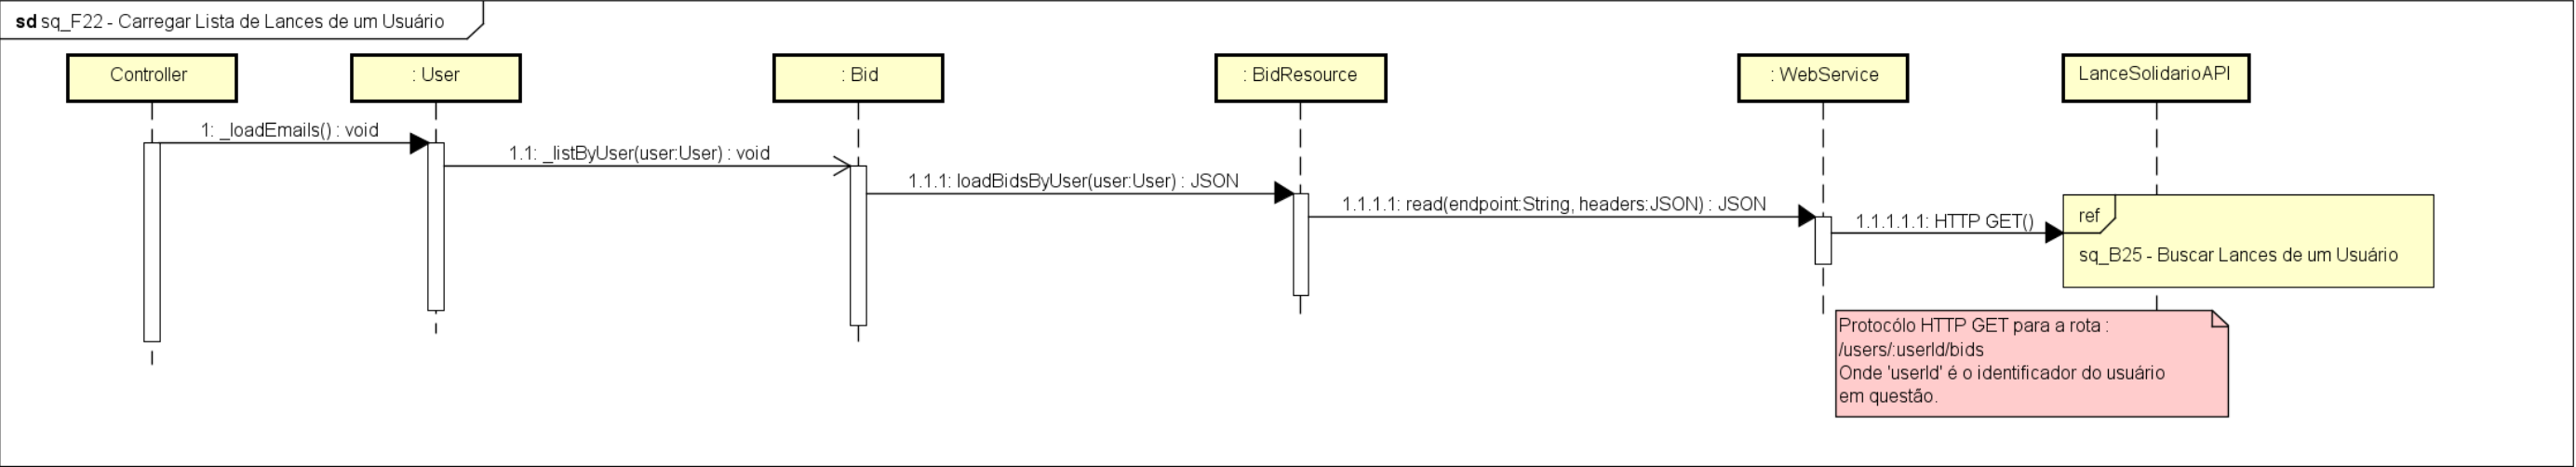 sd sq_F22 - Carregar Lista de Lances de um Usuário
Controller
: User
: Bid
: BidResource
: WebService
LanceSolidarioAPI
1: _loadEmails() : void
1.1: _listByUser(user:User) : void
1.1.1: loadBidsByUser(user:User) : JSON
1.1.1.1: read(endpoint:String, headers:JSON) : JSON
1.1.1.1.1: HTTP GET()
ref
sq_B25 - Buscar Lances de um Usuário
Protocólo HTTP GET para a rota :
/users/:userId/bids
Onde 'userId' é o identificador do usuário
em questão.